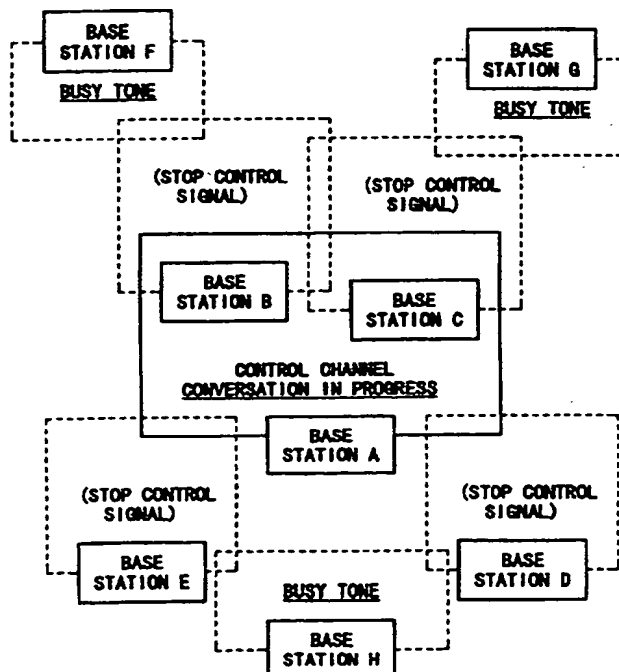 BASE
STATION F
BUSY TONE
BASE
STATION G
BUSY TONE
(STOP CONTROL
SIGNAL)
(STOP CONTROL
SIGNAL)
BASE
STATION B
BASE
STATION C
CONTROL CHANNEL
CONVERSATION IN PROGRESS
BASE
STATION A
(STOP CONTROL
SIGNAL)
(STOP CONTROL
SIGNAL)
BASE
STATION E
BASE
STATION D
BUSY TONE
BASE
STATION H